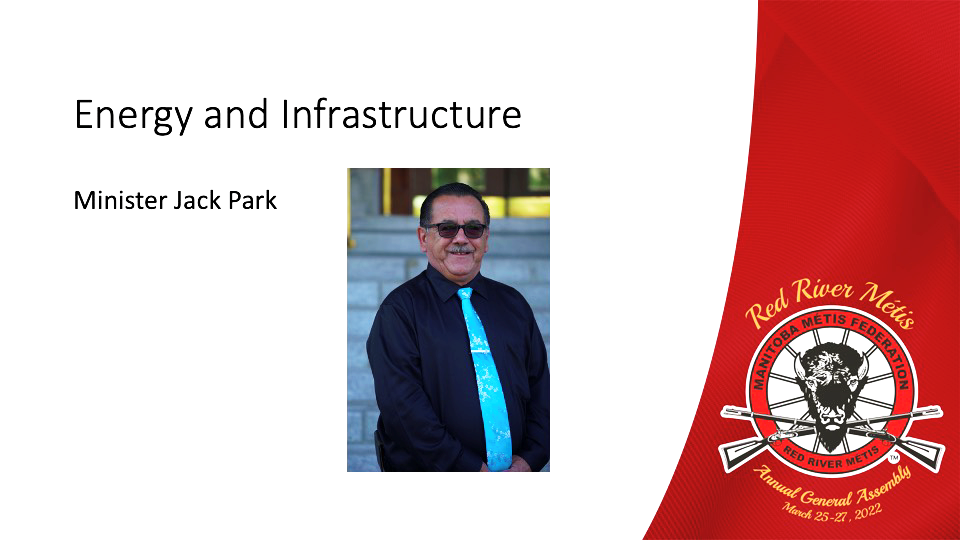 Energy and Infrastructure
Minister Jack Park
Red River Métis
MANITOBA MÉTIS FEDERATION
RED RIVER MÉTIS
TM
Annual General Assembly
March 25-27, 2022